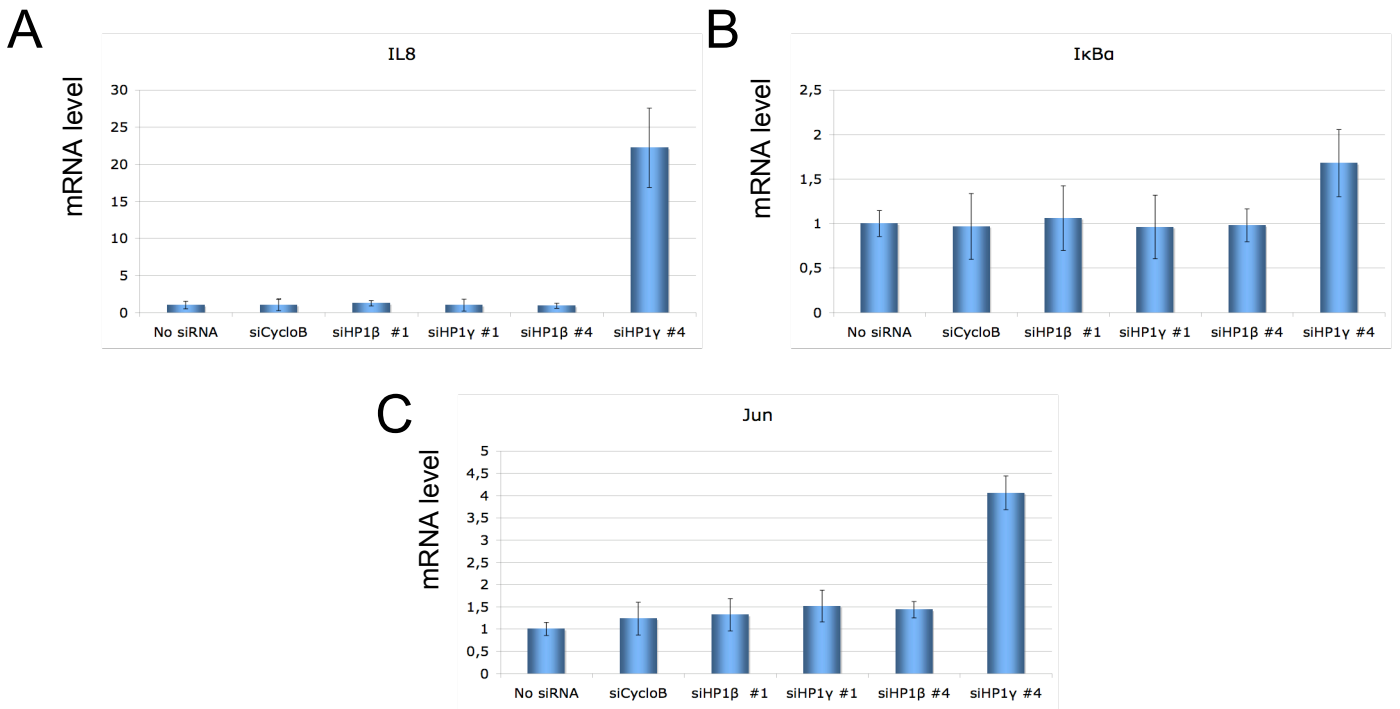 A
IL8
mRNA level
30
25
20
15
10
5
0
No siRNA siCycloB siHP1β #1 siHP1γ #1 siHP1β #4 siHP1γ #4
B
IκBα
mRNA level
2,5
2
1,5
1
0,5
0
No siRNA siCycloB siHP1β #1 siHP1γ #1 siHP1β #4 siHP1γ #4
C
Jun
mRNA level
5
4,5
4
3,5
3
2,5
2
1,5
1
0,5
0
No siRNA siCycloB siHP1β #1 siHP1γ #1 siHP1β #4 siHP1γ #4